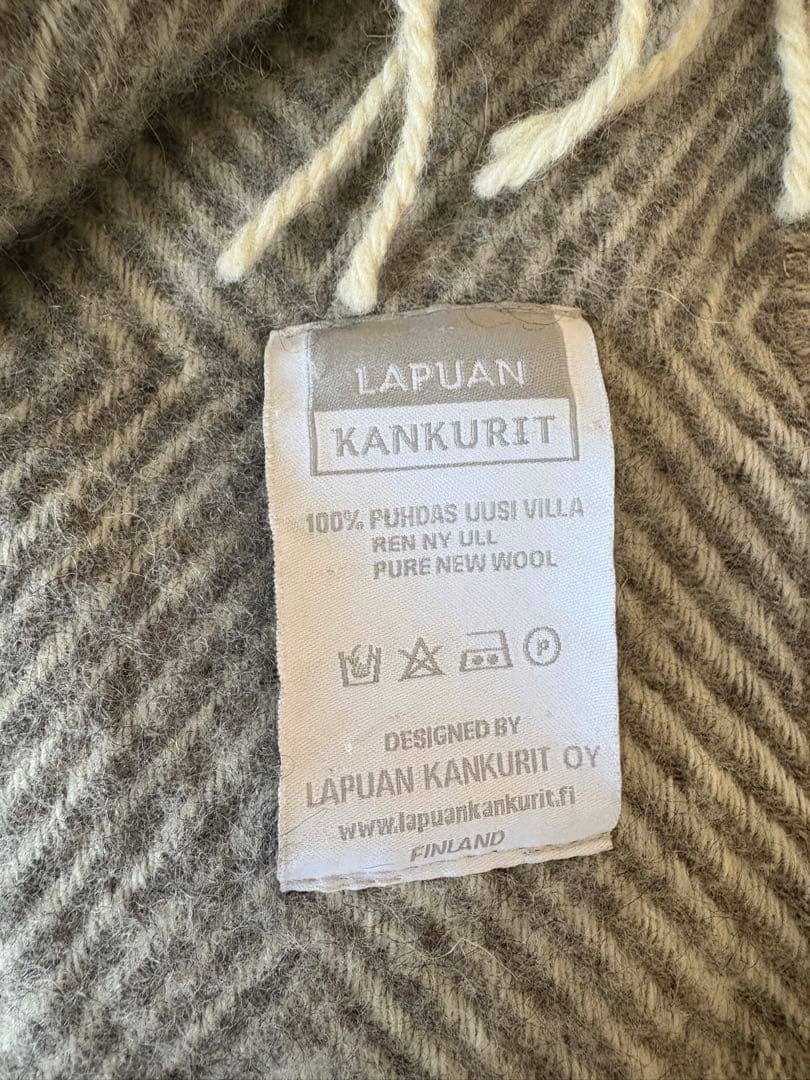 LAPUAN
KANKURIT
100% PUHDAS UUSI VILLA
REN NY ULL
PURE NEW WOOL
P
DESIGNED BY
LAPUAN KANKURIT OY
www.lapuankankurit.fi
FINLAND